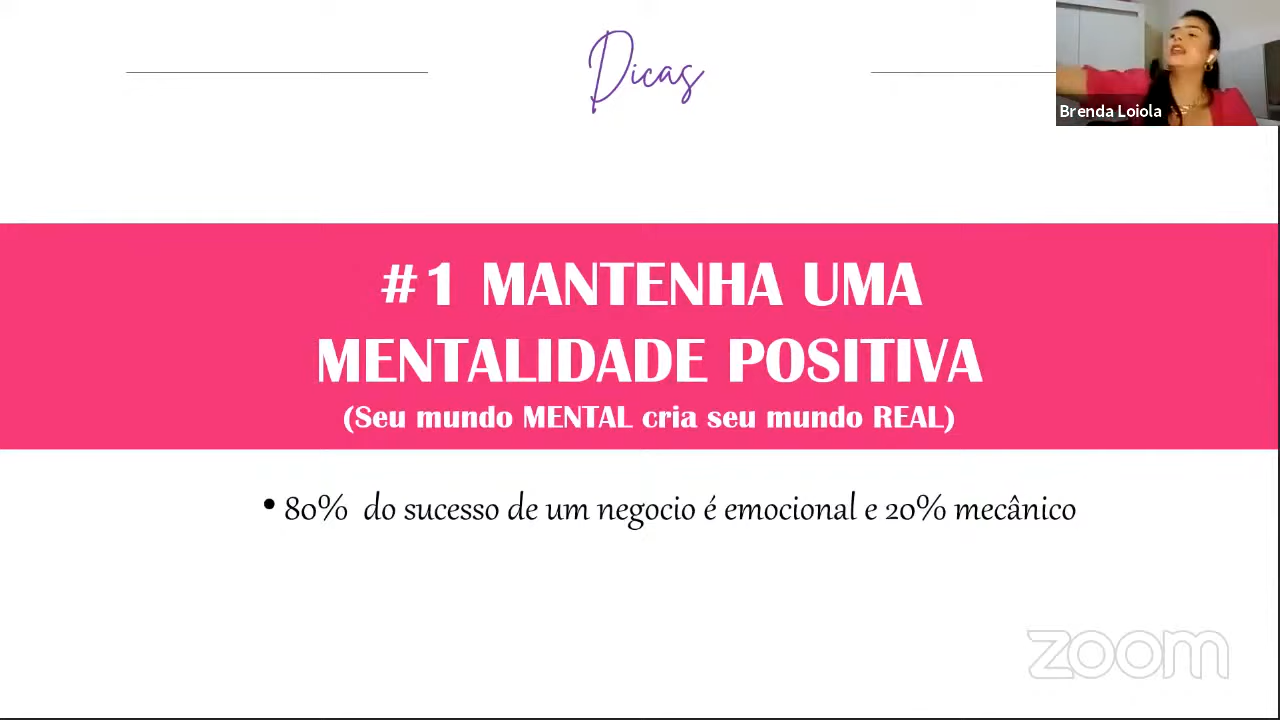 Dicas
Brenda Loiola
#1 MANTENHA UMA
MENTALIDADE POSITIVA
(Seu mundo MENTAL cria seu mundo REAL)
• 80% do sucesso de um negocio é emocional e 20% mecânico
zoom